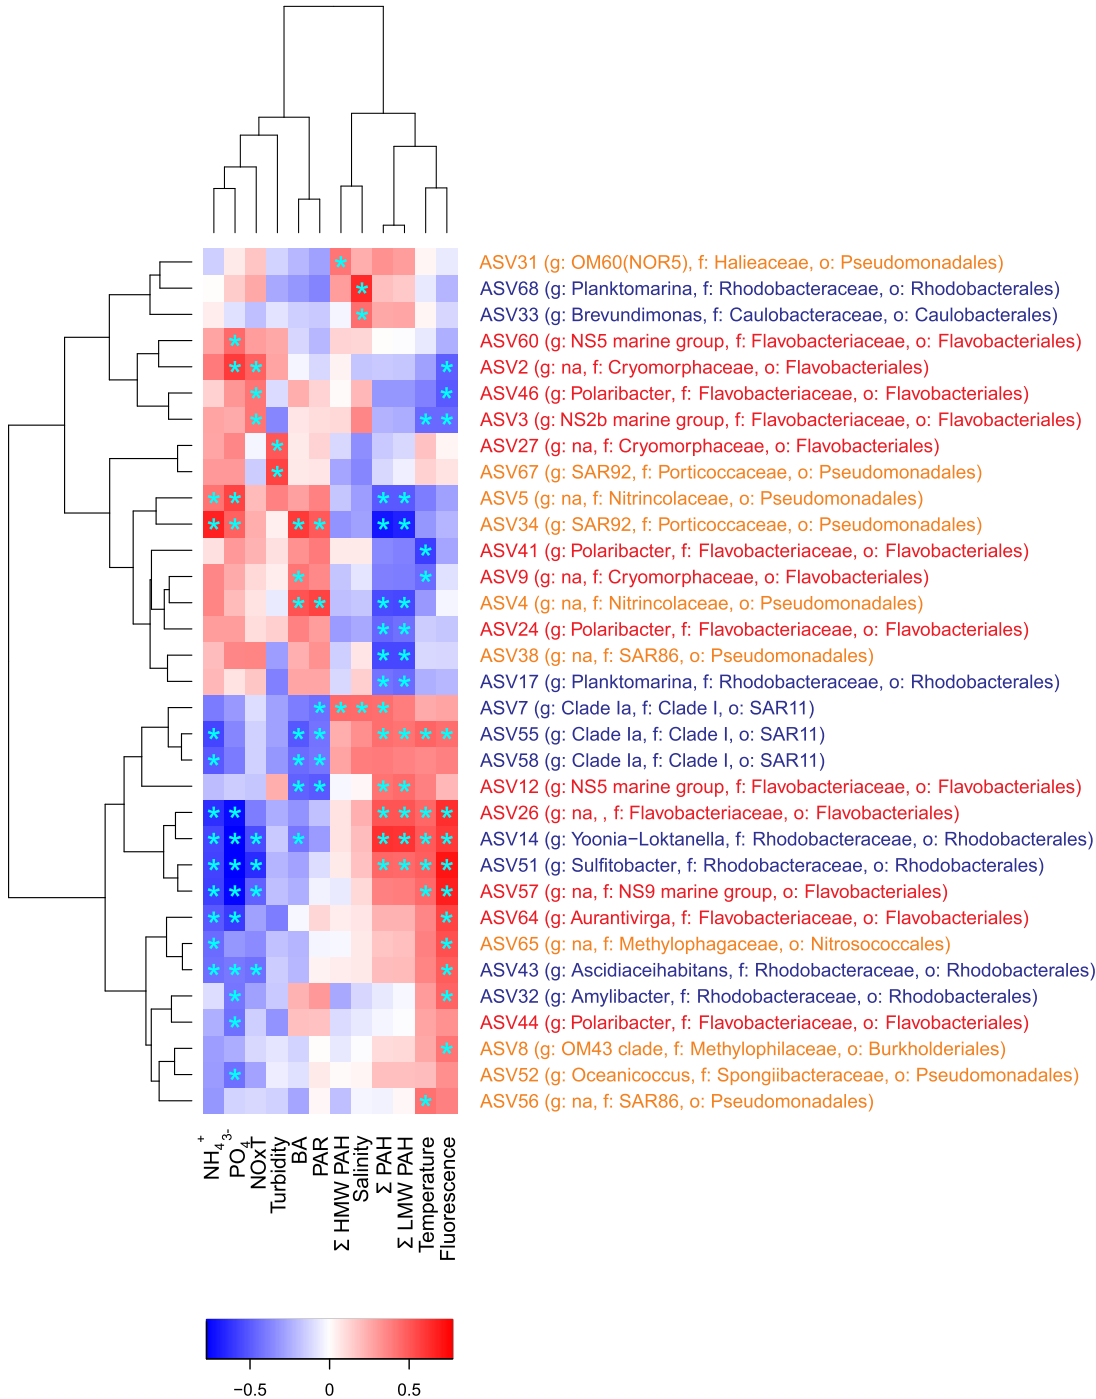 ASV31 (g: OM60(NOR5), f: Halieaceae, o: Pseudomonadales)
ASV68 (g: Planktomarina, f: Rhodobacteraceae, o: Rhodobacterales)
ASV33 (g: Brevundimonas, f: Caulobacteraceae, o: Caulobacterales)
ASV60 (g: NS5 marine group, f: Flavobacteriaceae, o: Flavobacteriales)
ASV2 (g: na, f: Cryomorphaceae, o: Flavobacteriales)
ASV46 (g: Polaribacter, f: Flavobacteriaceae, o: Flavobacteriales)
ASV3 (g: NS2b marine group, f: Flavobacteriaceae, o: Flavobacteriales)
ASV27 (g: na, f: Cryomorphaceae, o: Flavobacteriales)
ASV67 (g: SAR92, f: Porticoccaceae, o: Pseudomonadales)
ASV5 (g: na, f: Nitrincolaceae, o: Pseudomonadales)
ASV34 (g: SAR92, f: Porticoccaceae, o: Pseudomonadales)
ASV41 (g: Polaribacter, f: Flavobacteriaceae, o: Flavobacteriales)
ASV9 (g: na, f: Cryomorphaceae, o: Flavobacteriales)
ASV4 (g: na, f: Nitrincolaceae, o: Pseudomonadales)
ASV24 (g: Polaribacter, f: Flavobacteriaceae, o: Flavobacteriales)
ASV38 (g: na, f: SAR86, o: Pseudomonadales)
ASV17 (g: Planktomarina, f: Rhodobacteraceae, o: Rhodobacterales)
ASV7 (g: Clade Ia, f: Clade I, o: SAR11)
ASV55 (g: Clade Ia, f: Clade I, o: SAR11)
ASV58 (g: Clade Ia, f: Clade I, o: SAR11)
ASV12 (g: NS5 marine group, f: Flavobacteriaceae, o: Flavobacteriales)
ASV26 (g: na, , f: Flavobacteriaceae, o: Flavobacteriales)
ASV14 (g: Yoonia−Loktanella, f: Rhodobacteraceae, o: Rhodobacterales)
ASV51 (g: Sulfitobacter, f: Rhodobacteraceae, o: Rhodobacterales)
ASV57 (g: na, f: NS9 marine group, o: Flavobacteriales)
ASV64 (g: Aurantivirga, f: Flavobacteriaceae, o: Flavobacteriales)
ASV65 (g: na, f: Methylophagaceae, o: Nitrosococcales)
ASV43 (g: Ascidiaceihabitans, f: Rhodobacteraceae, o: Rhodobacterales)
ASV32 (g: Amylibacter, f: Rhodobacteraceae, o: Rhodobacterales)
ASV44 (g: Polaribacter, f: Flavobacteriaceae, o: Flavobacteriales)
ASV8 (g: OM43 clade, f: Methylophilaceae, o: Burkholderiales)
ASV52 (g: Oceanicoccus, f: Spongiibacteraceae, o: Pseudomonadales)
ASV56 (g: na, f: SAR86, o: Pseudomonadales)
NH4+
PO43-
NOxT
Turbidity
BA
PAR
Σ HMW PAH
Salinity
Σ PAH
Σ LMW PAH
Temperature
Fluorescence
−0.5 0 0.5